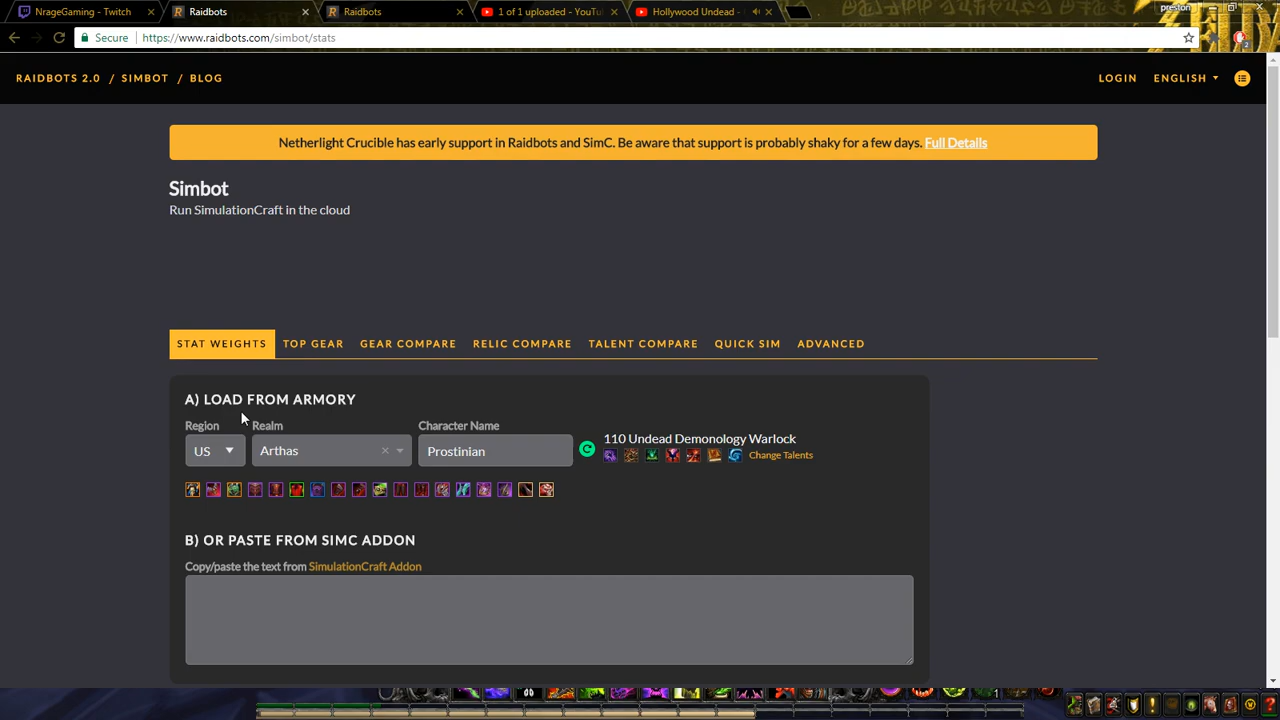 NrageGaming - Twitch
Raidbots
Raidbots
1 of 1 uploaded - YouTu
Hollywood Undead -
preston
Secure
https://www.raidbots.com/simbot/stats
RAIDBOTS 2.0 / SIMBOT / BLOG
LOGIN
ENGLISH
Netherlight Crucible has early support in Raidbots and SimC. Be aware that support is probably shaky for a few days. Full Details
Simbot
Run SimulationCraft in the cloud
STAT WEIGHTS
TOP GEAR
GEAR COMPARE
RELIC COMPARE
TALENT COMPARE
QUICK SIM
ADVANCED
A) LOAD FROM ARMORY
Region
Realm
Character Name
US
Arthas
Prostinian
110 Undead Demonology Warlock
Change Talents
B) OR PASTE FROM SIMC ADDON
Copy/paste the text from SimulationCraft Addon